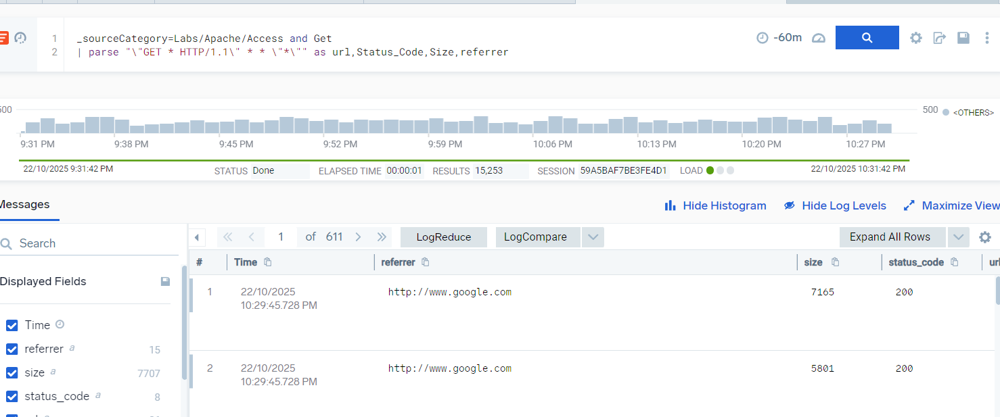 1 _sourceCategory=Labs/Apache/Access and Get
2 | parse "\"GET * HTTP/1.1\" * * \"*\"" as url,Status_Code,Size,referrer
-60m
500 <OTHERS>
9:31 PM 9:38 PM 9:45 PM 9:52 PM 9:59 PM 10:06 PM 10:13 PM 10:20 PM 10:27 PM
22/10/2025 9:31:42 PM STATUS Done ELAPSED TIME 00:00:01 RESULTS 15,253 SESSION 59A5BAF7BE3FE4D1 LOAD 22/10/2025 10:31:42 PM
Messages
Hide Histogram Hide Log Levels Maximize View
Search
1 of 611 LogReduce LogCompare Expand All Rows
# Time referrer size status_code url
Displayed Fields
Time
referrer a 15
size a 7707
status_code a 8
1 22/10/2025 http://www.google.com 7165 200
10:29:45.728 PM
2 22/10/2025 http://www.google.com 5801 200
10:29:45.728 PM